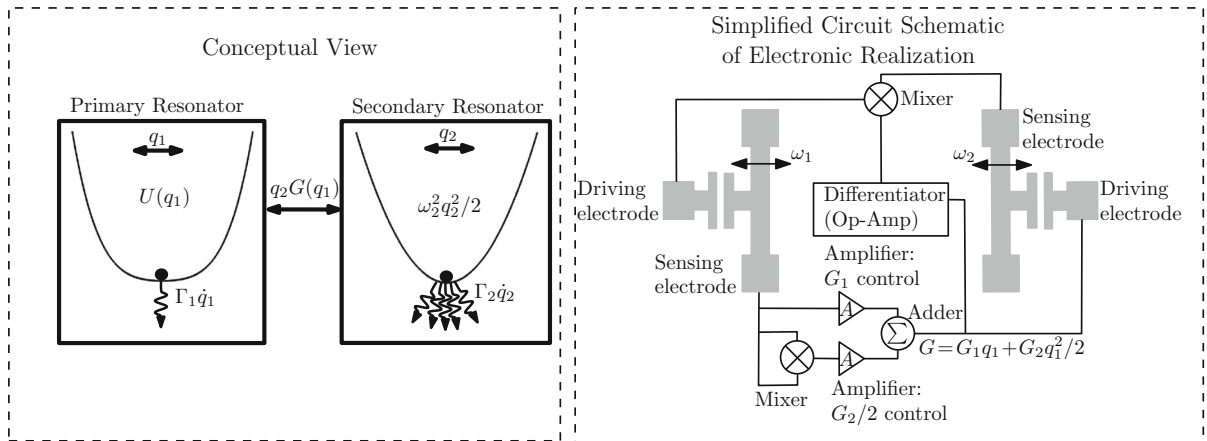 Conceptual View
Primary Resonator
Secondary Resonator
q₁
q₂
U(q₁)
q₂G(q₁)
ω₂²q₂²/2
Γ₁q̇₁
Γ₂q̇₂
Simplified Circuit Schematic
of Electronic Realization
Mixer
Sensing
electrode
ω₁
ω₂
Driving
electrode
Differentiator
(Op-Amp)
Driving
electrode
Sensing
electrode
Amplifier:
G₁ control
A
Adder
Σ
G=G₁q₁+G₂q₁²/2
A
Mixer
Amplifier:
G₂/2 control